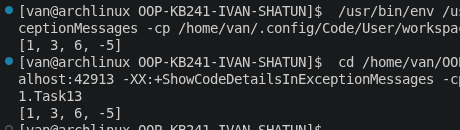 [van@archlinux OOP-KB241-IVAN-SHATUN]$ /usr/bin/env /us
ceptionMessages -cp /home/van/.config/Code/User/workspac
[1, 3, 6, -5]
[van@archlinux OOP-KB241-IVAN-SHATUN]$ cd /home/van/OOP
alhost:42913 -XX:+ShowCodeDetailsInExceptionMessages -cp
1.Task13
[1, 3, 6, -5]
[van@archlinux OOP-KB241-IVAN-SHATUN]$